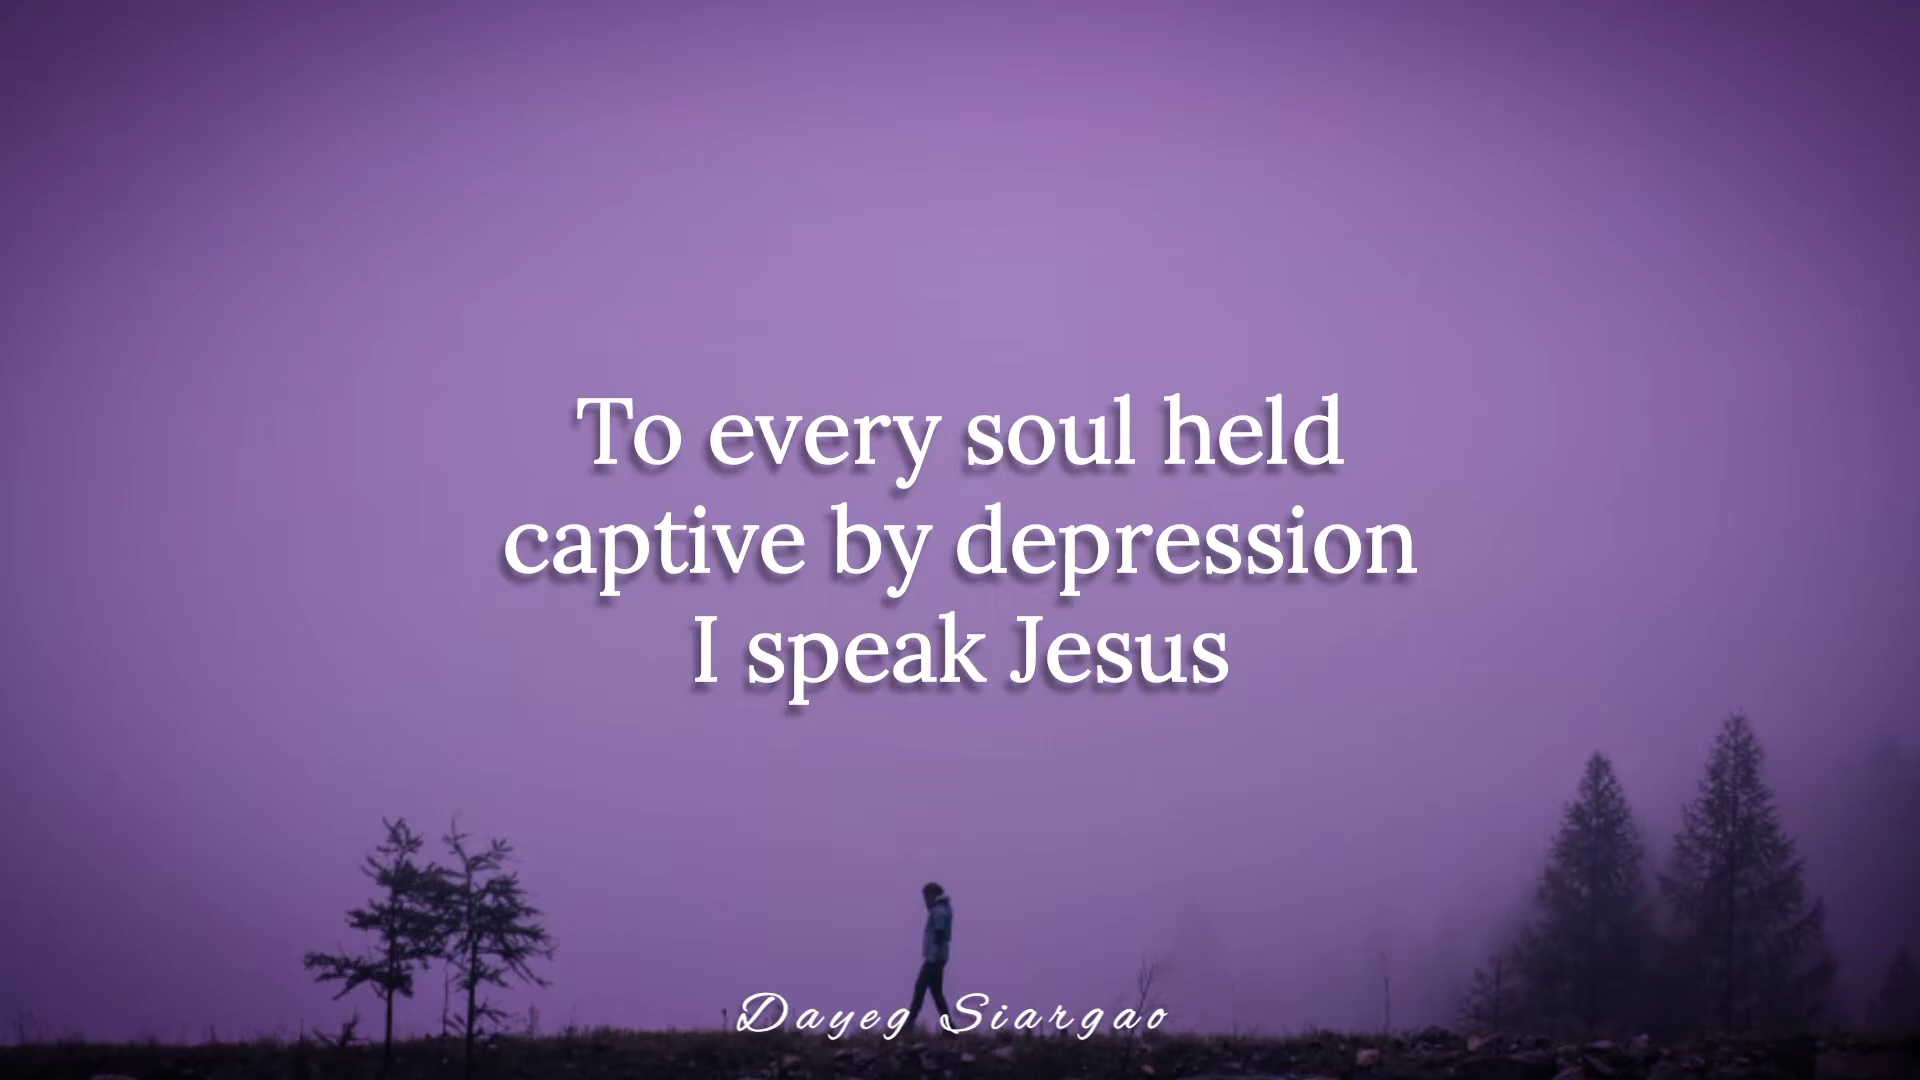 To every soul held
captive by depression
I speak Jesus
Dayeg Siargao